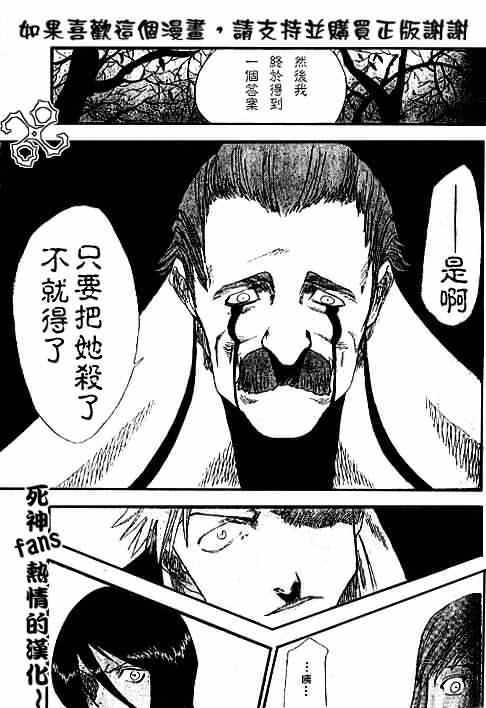 如果喜歡這個漫畫，請支持並購買正版謝謝
然後我
終於得到
一個答案
——是啊
只要把她殺了
不就得了
死神fans熱情的漢化～
…咦…